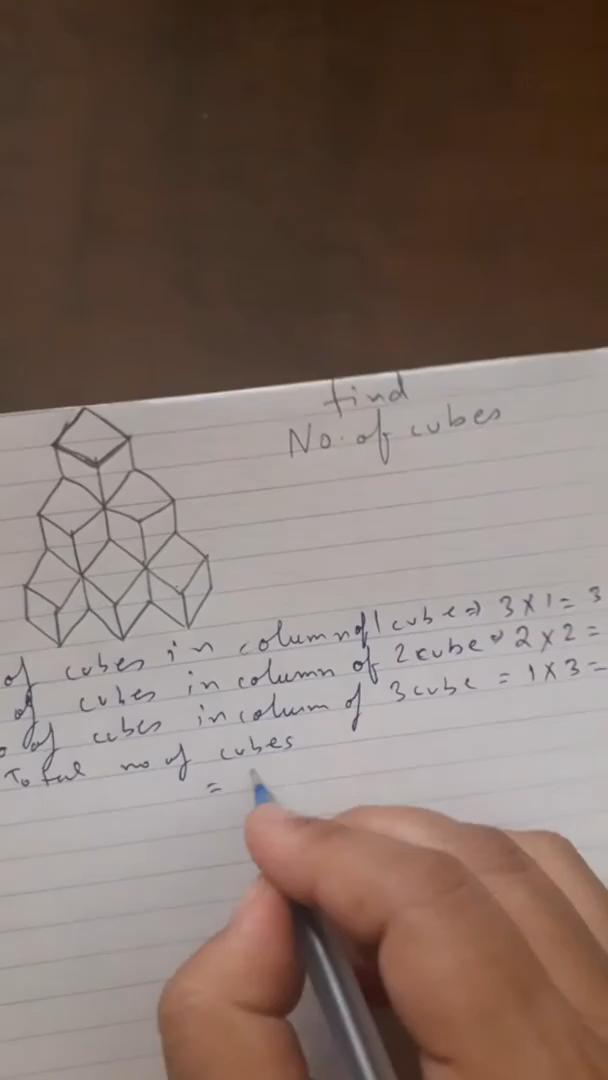 find
No. of cubes
of cubes in column of 1 cube ⇒ 3 × 1 = 3
of cubes in column of 2 cube ⇒ 2 × 2 =
of cubes in column of 3 cube = 1 × 3 =
Total no of cubes
=